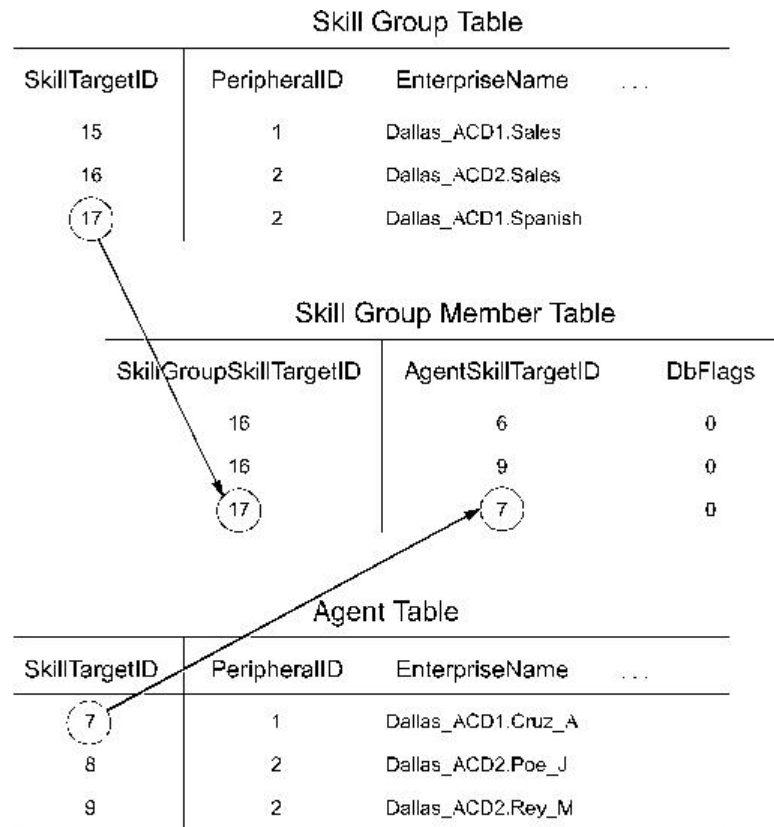 Skill Group Table
SkillTargetID PeripheralID EnterpriseName ...
15 1 Dallas_ACD1.Sales
16 2 Dallas_ACD2.Sales
17 2 Dallas_ACD1.Spanish
Skill Group Member Table
SkillGroupSkillTargetID AgentSkillTargetID DbFlags
16 6 0
16 9 0
17 7 0
Agent Table
SkillTargetID PeripheralID EnterpriseName ...
7 1 Dallas_ACD1.Cruz_A
8 2 Dallas_ACD2.Poe_J
9 2 Dallas_ACD2.Rey_M